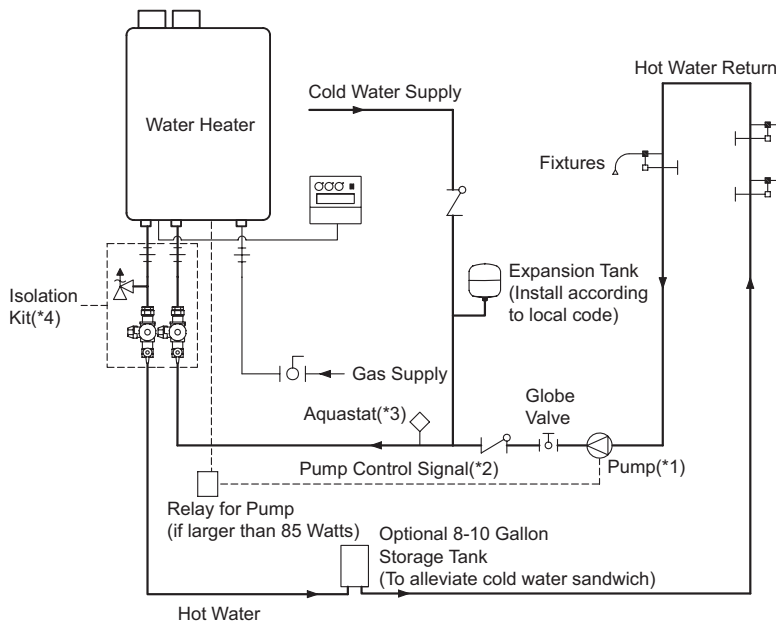 Hot Water Return
Cold Water Supply
Water Heater
Fixtures
Expansion Tank
(Install according
to local code)
Isolation
Kit(*4)
Gas Supply
Globe
Valve
Aquastat(*3)
Pump Control Signal(*2)
Pump(*1)
Relay for Pump
(if larger than 85 Watts)
Optional 8-10 Gallon
Storage Tank
(To alleviate cold water sandwich)
Hot Water